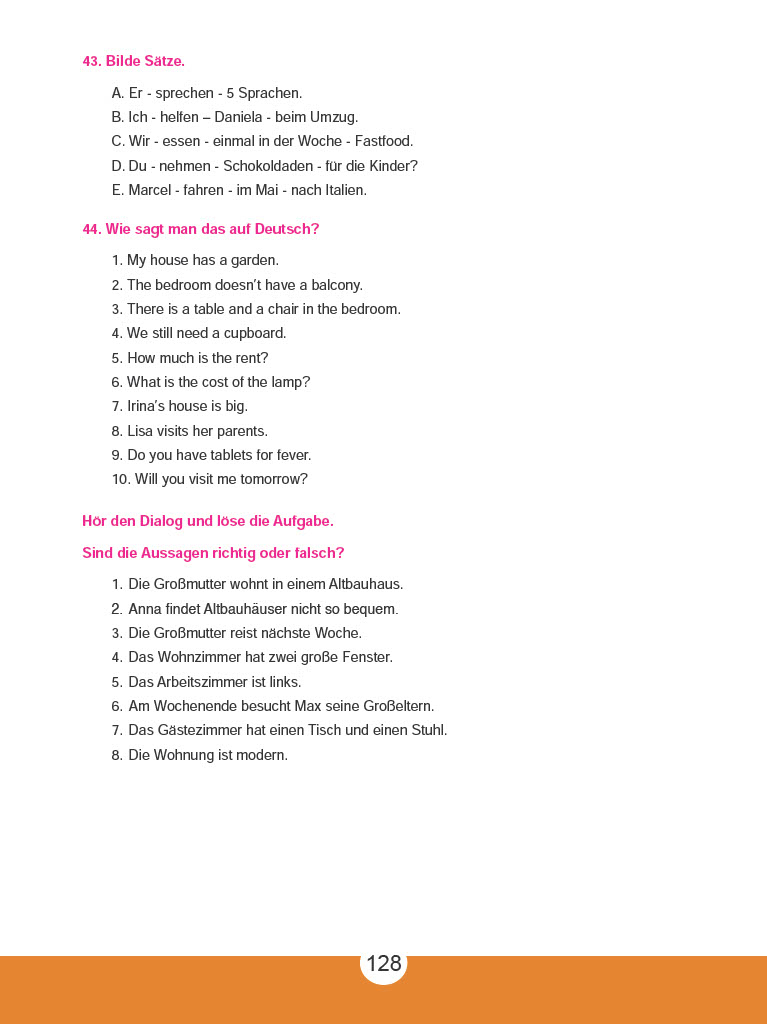 43. Bilde Sätze.
A. Er - sprechen - 5 Sprachen.
B. Ich - helfen – Daniela - beim Umzug.
C. Wir - essen - einmal in der Woche - Fastfood.
D. Du - nehmen - Schokoldaden - für die Kinder?
E. Marcel - fahren - im Mai - nach Italien.
44. Wie sagt man das auf Deutsch?
1. My house has a garden.
2. The bedroom doesn’t have a balcony.
3. There is a table and a chair in the bedroom.
4. We still need a cupboard.
5. How much is the rent?
6. What is the cost of the lamp?
7. Irina’s house is big.
8. Lisa visits her parents.
9. Do you have tablets for fever.
10. Will you visit me tomorrow?
Hör den Dialog und löse die Aufgabe.
Sind die Aussagen richtig oder falsch?
1. Die Großmutter wohnt in einem Altbauhaus.
2. Anna findet Altbauhäuser nicht so bequem.
3. Die Großmutter reist nächste Woche.
4. Das Wohnzimmer hat zwei große Fenster.
5. Das Arbeitszimmer ist links.
6. Am Wochenende besucht Max seine Großeltern.
7. Das Gästezimmer hat einen Tisch und einen Stuhl.
8. Die Wohnung ist modern.
128